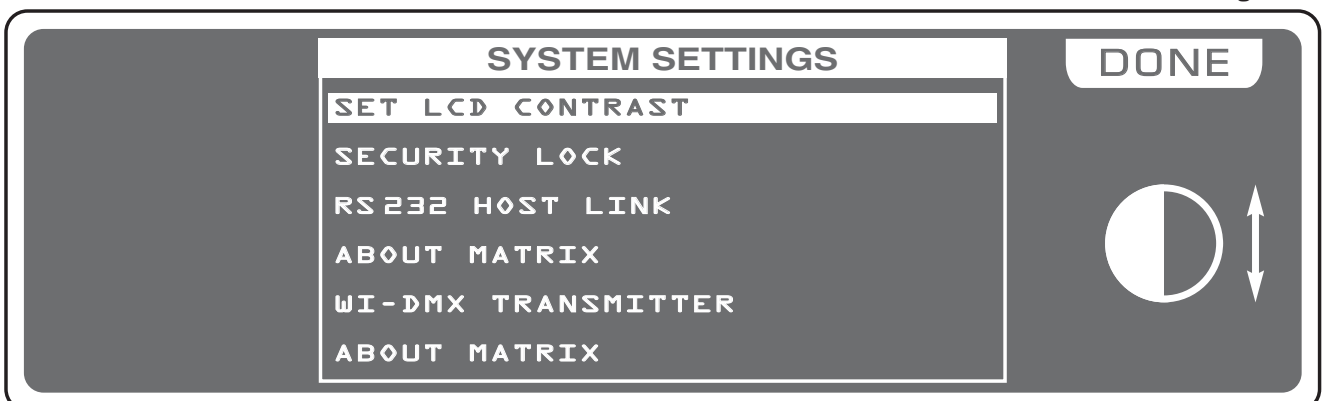 SYSTEM SETTINGS
DONE
SET LCD CONTRAST
SECURITY LOCK
RS232 HOST LINK
ABOUT MATRIX
WI-DMX TRANSMITTER
ABOUT MATRIX